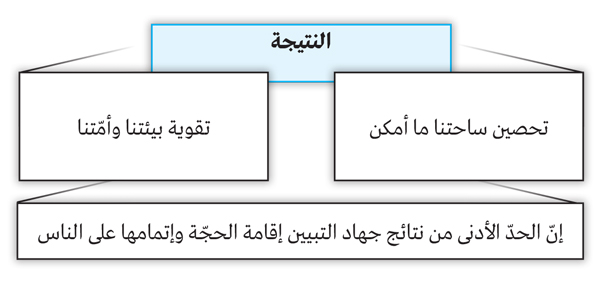 النتيجة
تحصين ساحتنا ما أمكن
تقوية بيئتنا وأمّتنا
إنّ الحدّ الأدنى من نتائج جهاد التبيين إقامة الحجّة وإتمامها على الناس